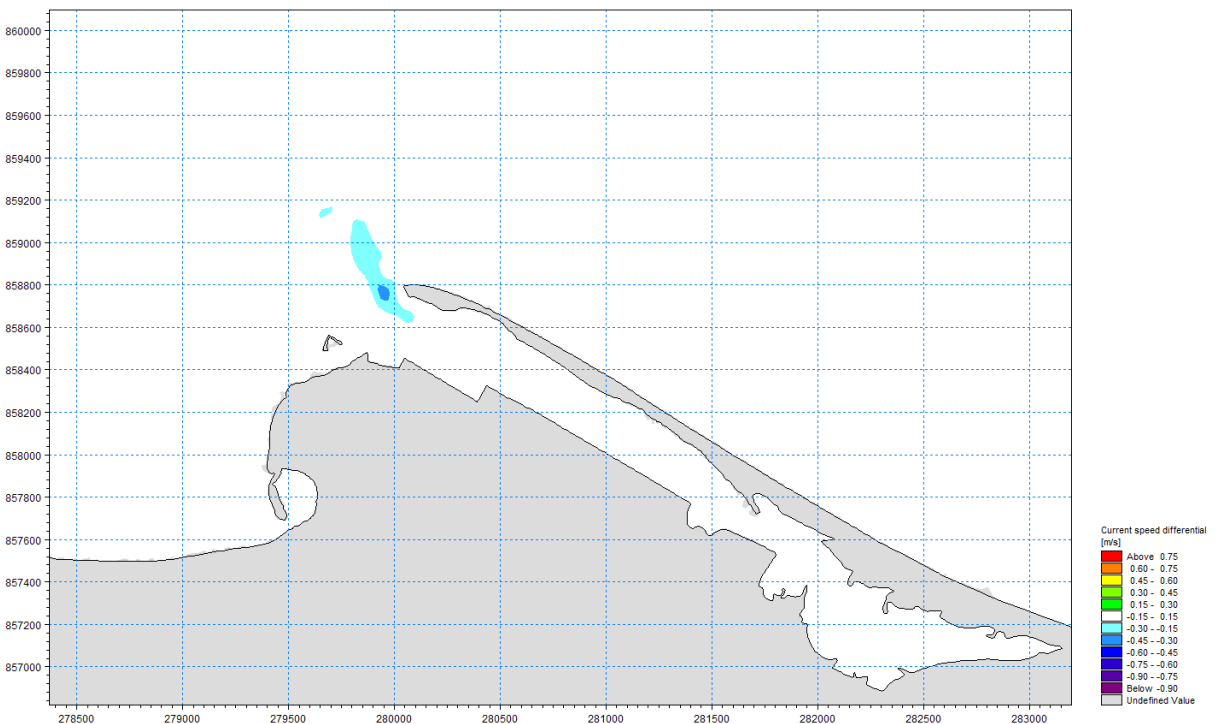 860000
859800
859600
859400
859200
859000
858800
858600
858400
858200
858000
857800
857600
857400
857200
857000
278500 279000 279500 280000 280500 281000 281500 282000 282500 283000
Current speed differential
[m/s]
Above 0.75
0.60 - 0.75
0.45 - 0.60
0.30 - 0.45
0.15 - 0.30
-0.15 - 0.15
-0.30 - -0.15
-0.45 - -0.30
-0.60 - -0.45
-0.75 - -0.60
-0.90 - -0.75
Below -0.90
Undefined Value